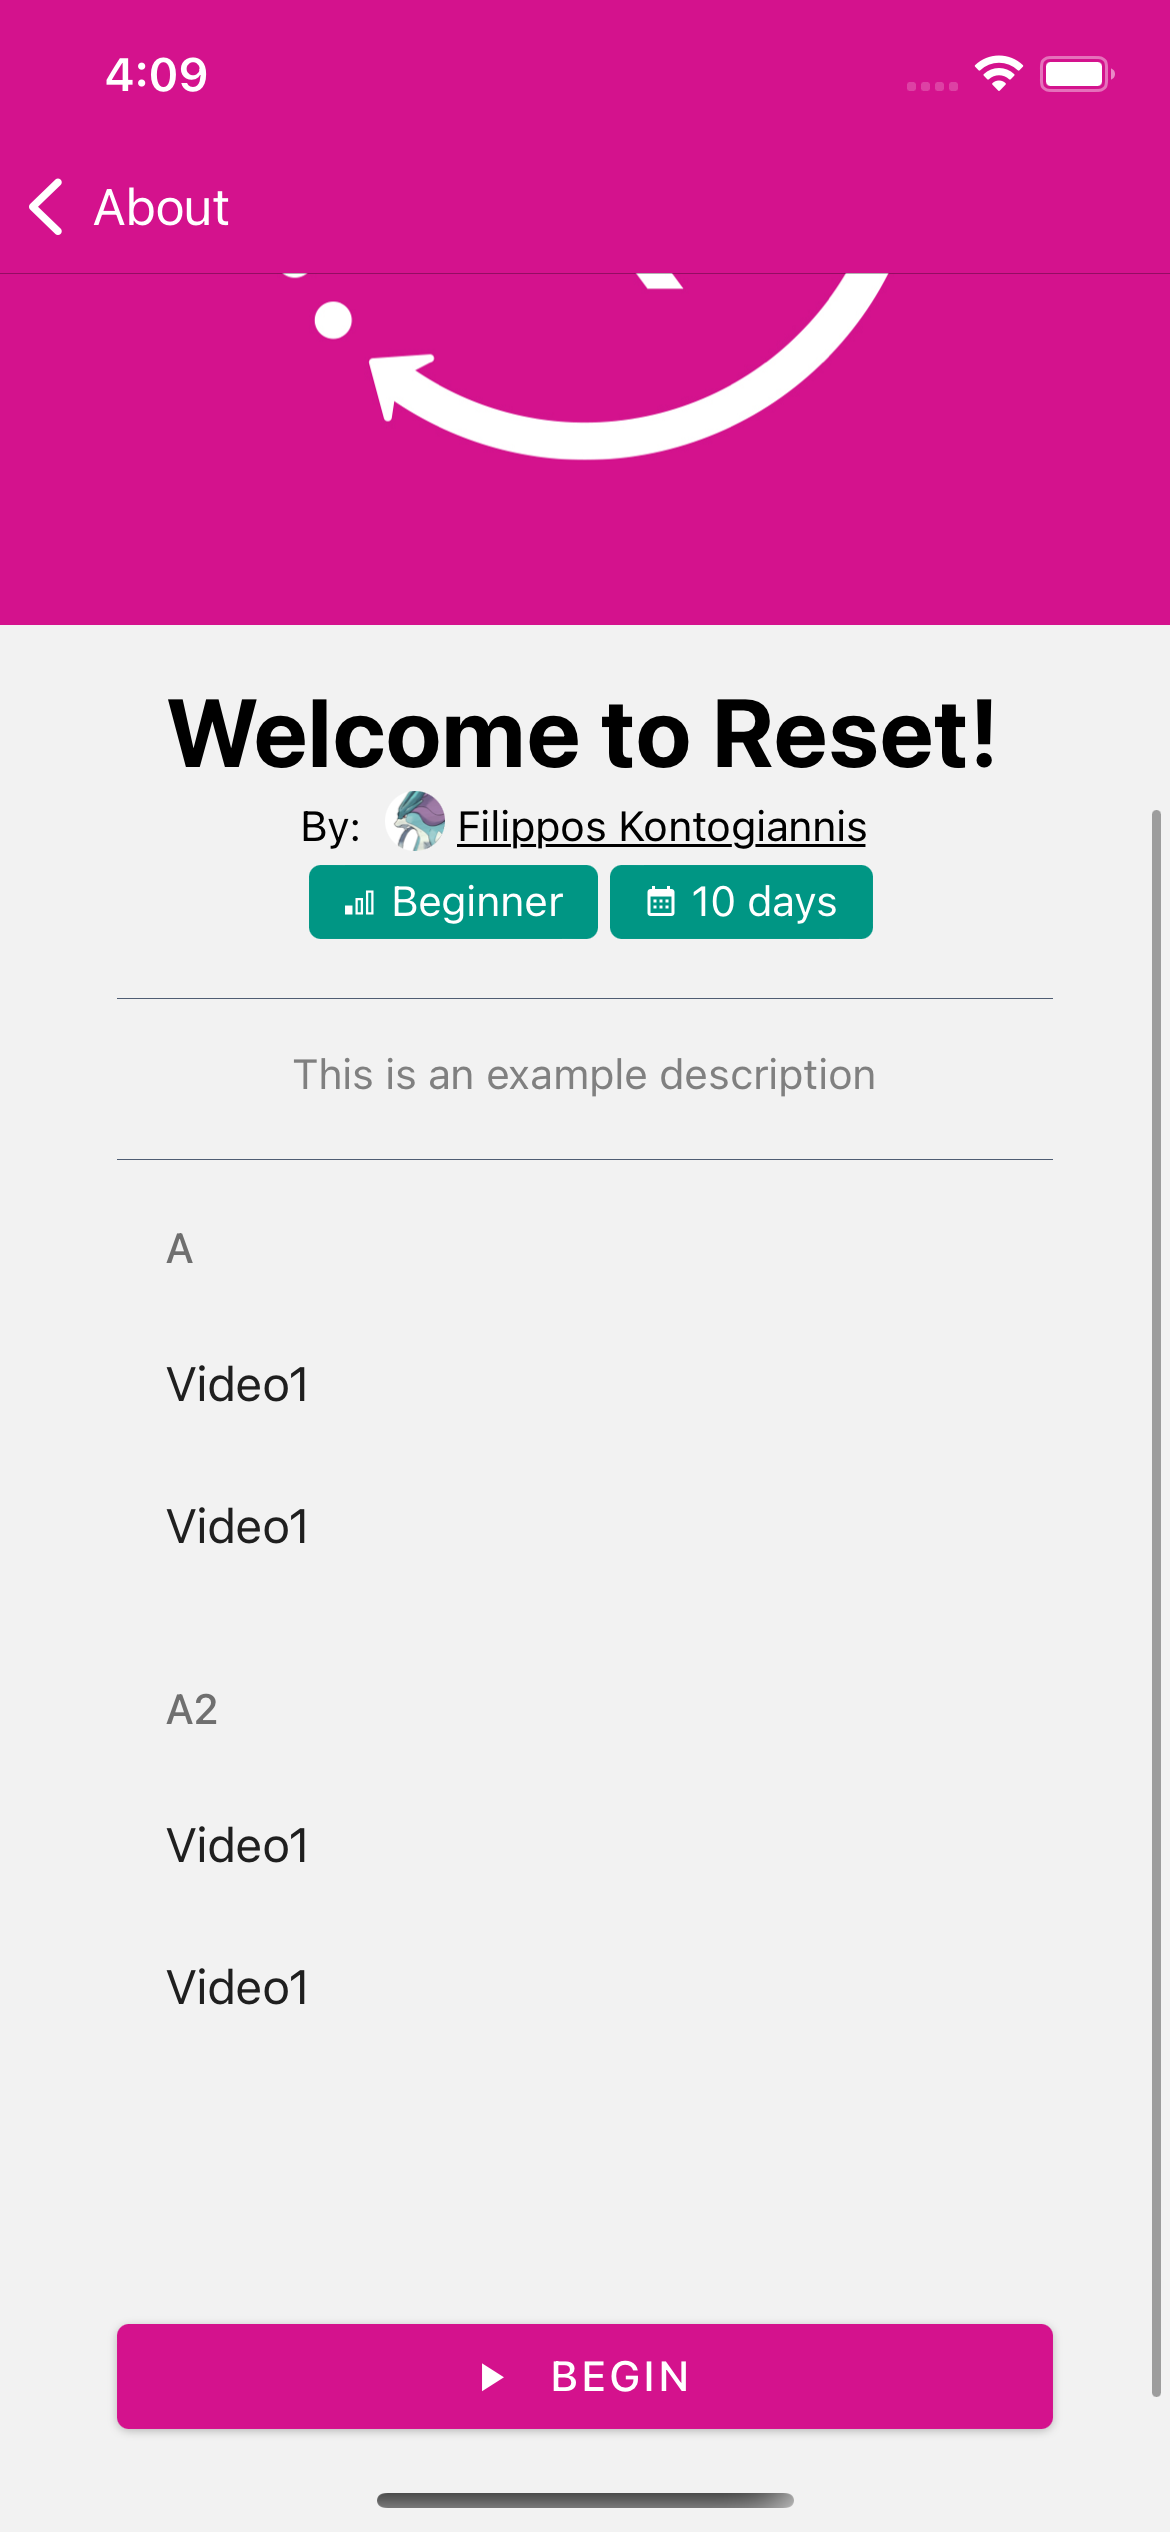 4:09
About
Welcome to Reset!
By: Filippos Kontogiannis
Beginner 10 days
This is an example description
A
Video1
Video1
A2
Video1
Video1
BEGIN